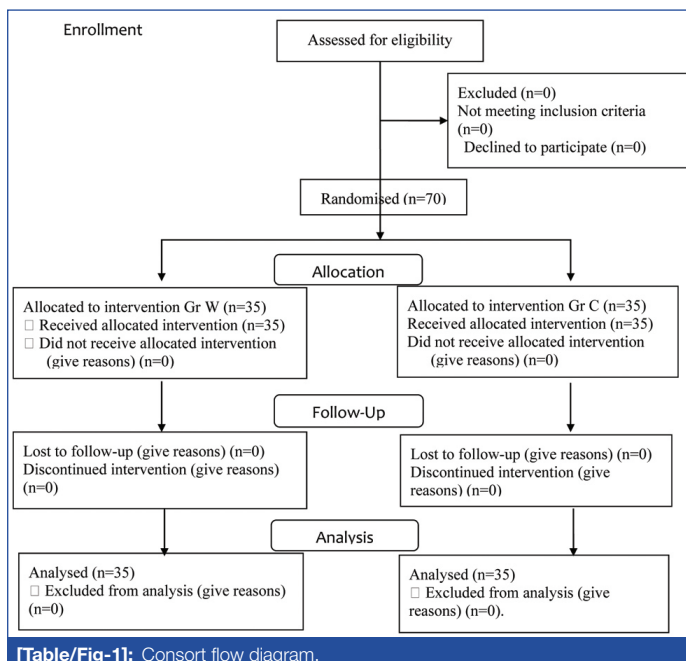 Enrollment
Assessed for eligibility
Excluded (n=0)
Not meeting inclusion criteria
(n=0)
Declined to participate (n=0)
Randomised (n=70)
Allocation
Allocated to intervention Gr W (n=35)
□ Received allocated intervention (n=35)
□ Did not receive allocated intervention
(give reasons) (n=0)
Allocated to intervention Gr C (n=35)
Received allocated intervention (n=35)
Did not receive allocated intervention
(give reasons) (n=0)
Follow-Up
Lost to follow-up (give reasons) (n=0)
Discontinued intervention (give reasons)
(n=0)
Lost to follow-up (give reasons) (n=0)
Discontinued intervention (give
reasons) (n=0)
Analysis
Analysed (n=35)
□ Excluded from analysis (give reasons)
(n=0)
Analysed (n=35)
□ Excluded from analysis (give
reasons) (n=0).
[Table/Fig-1]: Consort flow diagram.